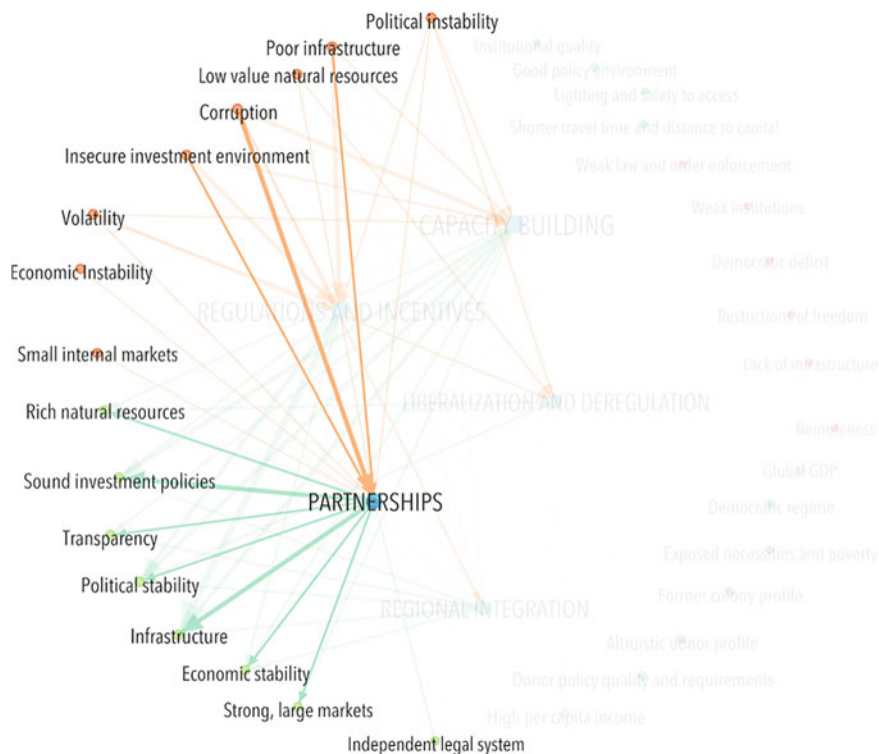 Political instability
Poor infrastructure
Institutional quality
Low value natural resources
Good policy environment
Lighting and safety to access
Corruption
Shorter travel time and distance to capital
Insecure investment environment
Weak law and order enforcement
Volatility
Weak institutions
CAPACITY BUILDING
Economic Instability
Democratic deficit
REGULATIONS AND INCENTIVES
Restrictions of freedom
Small internal markets
Lack of infrastructure
Rich natural resources
LIBERALIZATION AND DEREGULATION
Remoteness
Sound investment policies
Global GDP
PARTNERSHIPS
Democratic regime
Transparency
Exposed necessities and poverty
Political stability
Former colony profile
REGIONAL INTEGRATION
Infrastructure
Altruistic donor profile
Economic stability
Donor policy quality and requirements
Strong, large markets
High per capita income
Independent legal system